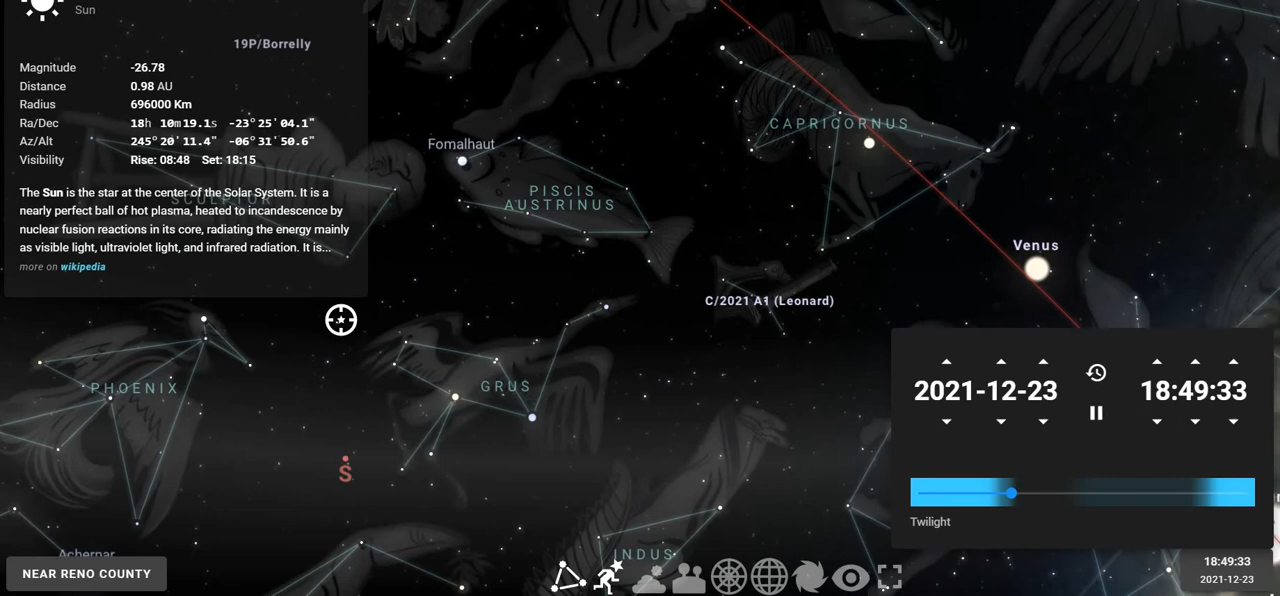 Sun
19P/Borrelly
Magnitude -26.78
Distance 0.98 AU
Radius 696000 Km
Ra/Dec 18h 10m19.1s -23°25'04.1"
Az/Alt 245°20'11.4" -06°31'50.6"
Visibility Rise: 08:48 Set: 18:15
The Sun is the star at the center of the Solar System. It is a
SCULPTOR
nearly perfect ball of hot plasma, heated to incandescence by
nuclear fusion reactions in its core, radiating the energy mainly
as visible light, ultraviolet light, and infrared radiation. It is...
more on wikipedia
CAPRICORNUS
Fomalhaut
PISCIS
AUSTRINUS
Venus
C/2021 A1 (Leonard)
PHOENIX
GRUS
S
2021-12-23 18:49:33
Twilight
Achernar
INDUS
NEAR RENO COUNTY
18:49:33
2021-12-23